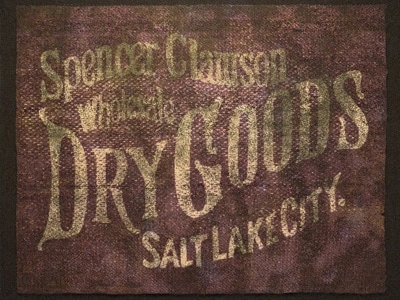 Spencer Clawson
Wholesale
DRY GOODS
SALT LAKE CITY.